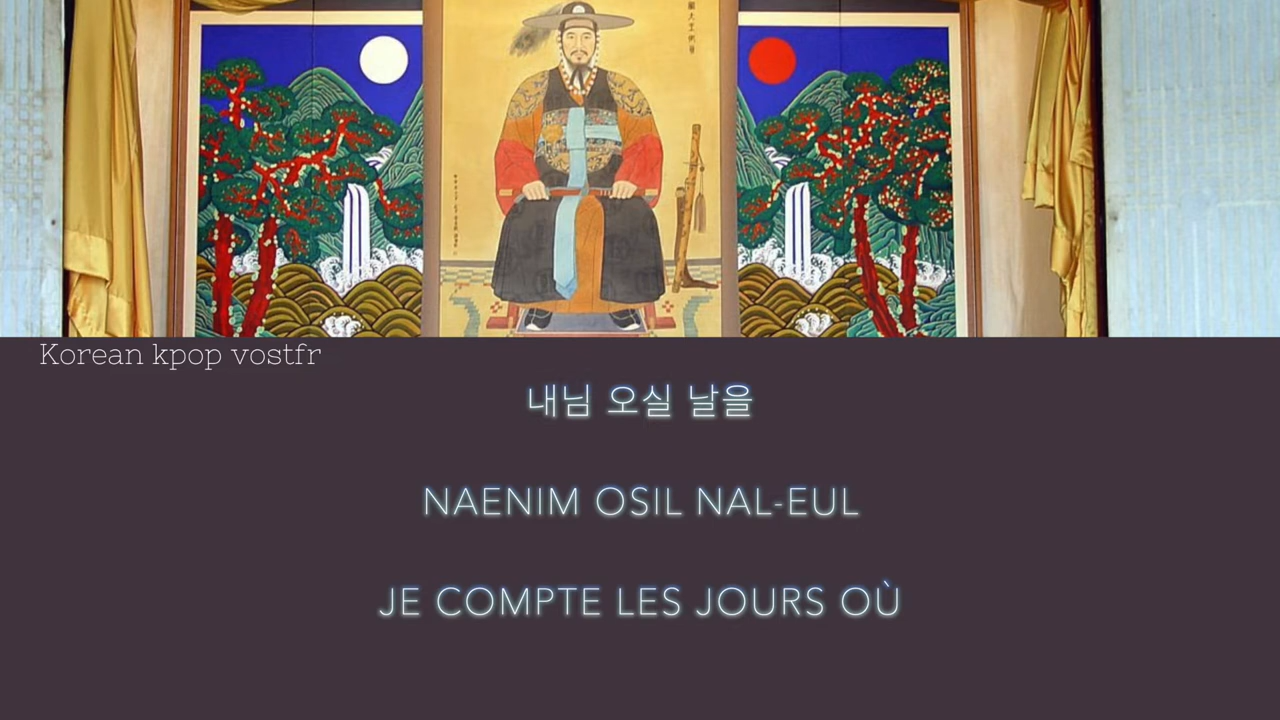 Korean kpop vostfr
내님 오실 날을
NAENIM OSIL NAL-EUL
JE COMPTE LES JOURS OÙ